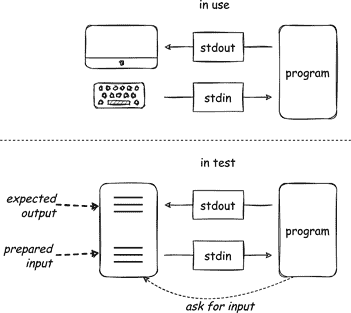 in use
stdout
stdin
program
in test
expected
output
stdout
prepared
input
stdin
program
ask for input